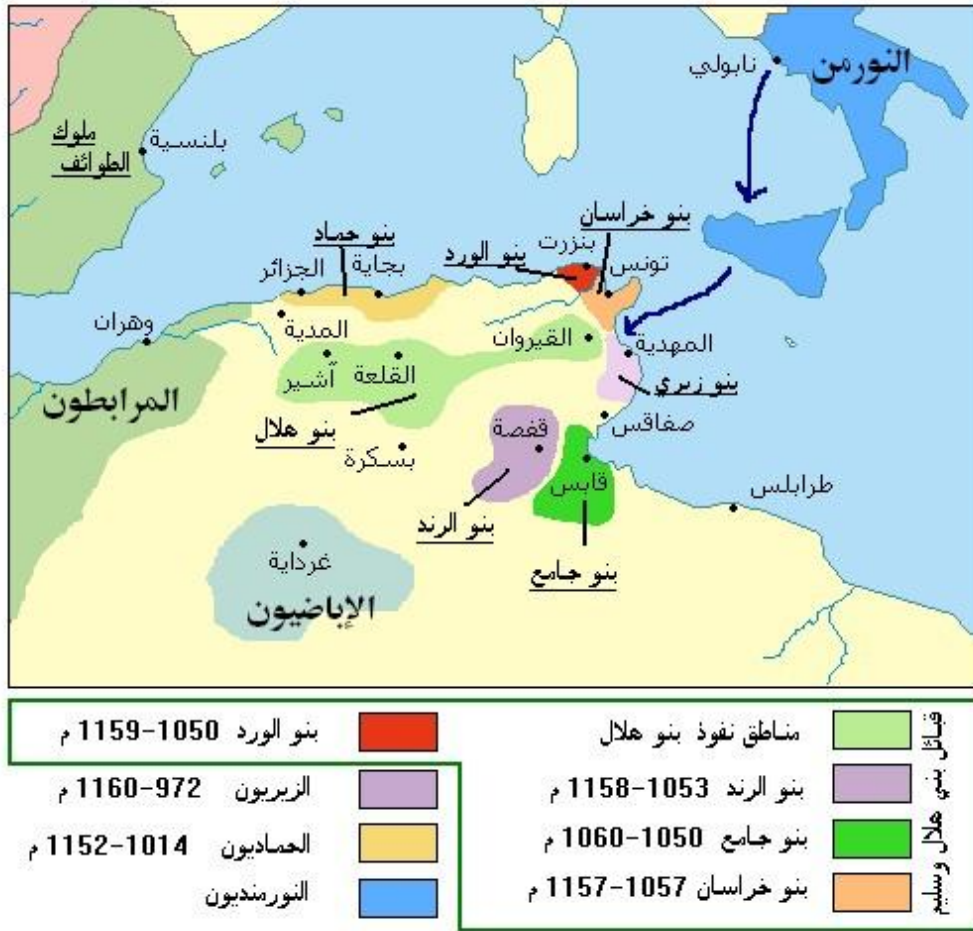 النورمن
نابولي
بلنسية
ملوك
الطوائف
بنو خراسان
بنزرت
تونس
بنو الورد
بنو حماد
بجاية
الجزائر
وهران
المدية
القيروان
المهدية
آشير
القلعة
بنو زيري
المرابطون
بنو هلال
صفاقس
قفصة
بسكرة
قابس
طرابلس
بنو الرند
غرداية
بنو جامع
الإباضيون
قبائل بني هلال وسليم
مناطق نفوذ بنو هلال
بنو الرند 1053-1158 م
بنو جامع 1050-1060 م
بنو خراسان 1057-1157 م
بنو الورد 1050-1159 م
الزيريون 972-1160 م
الحماديون 1014-1152 م
النورمنديون